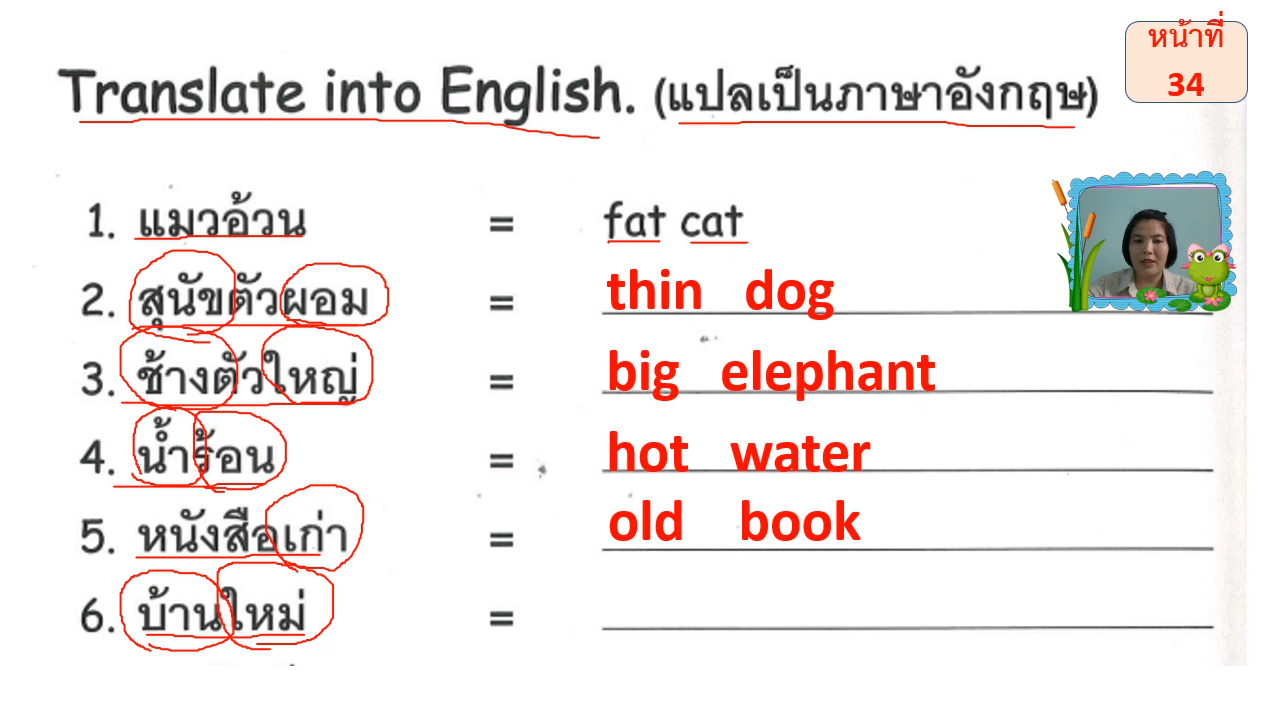 หน้าที่
34
Translate into English. (แปลเป็นภาษาอังกฤษ)
1. แมวอ้วน = fat cat
2. สุนัขตัวผอม = thin dog
3. ช้างตัวใหญ่ = big elephant
4. น้ำร้อน = hot water
5. หนังสือเก่า = old book
6. บ้านใหม่ =